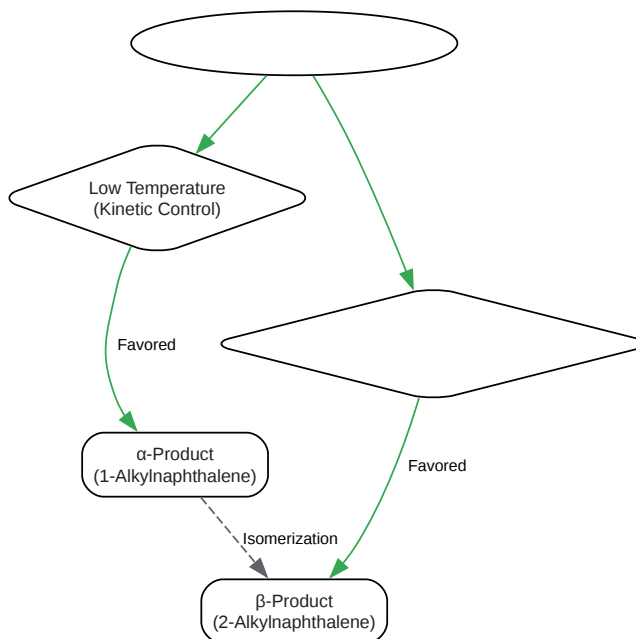 Low Temperature
(Kinetic Control)
Favored
α-Product
(1-Alkylnaphthalene)
Favored
Isomerization
β-Product
(2-Alkylnaphthalene)